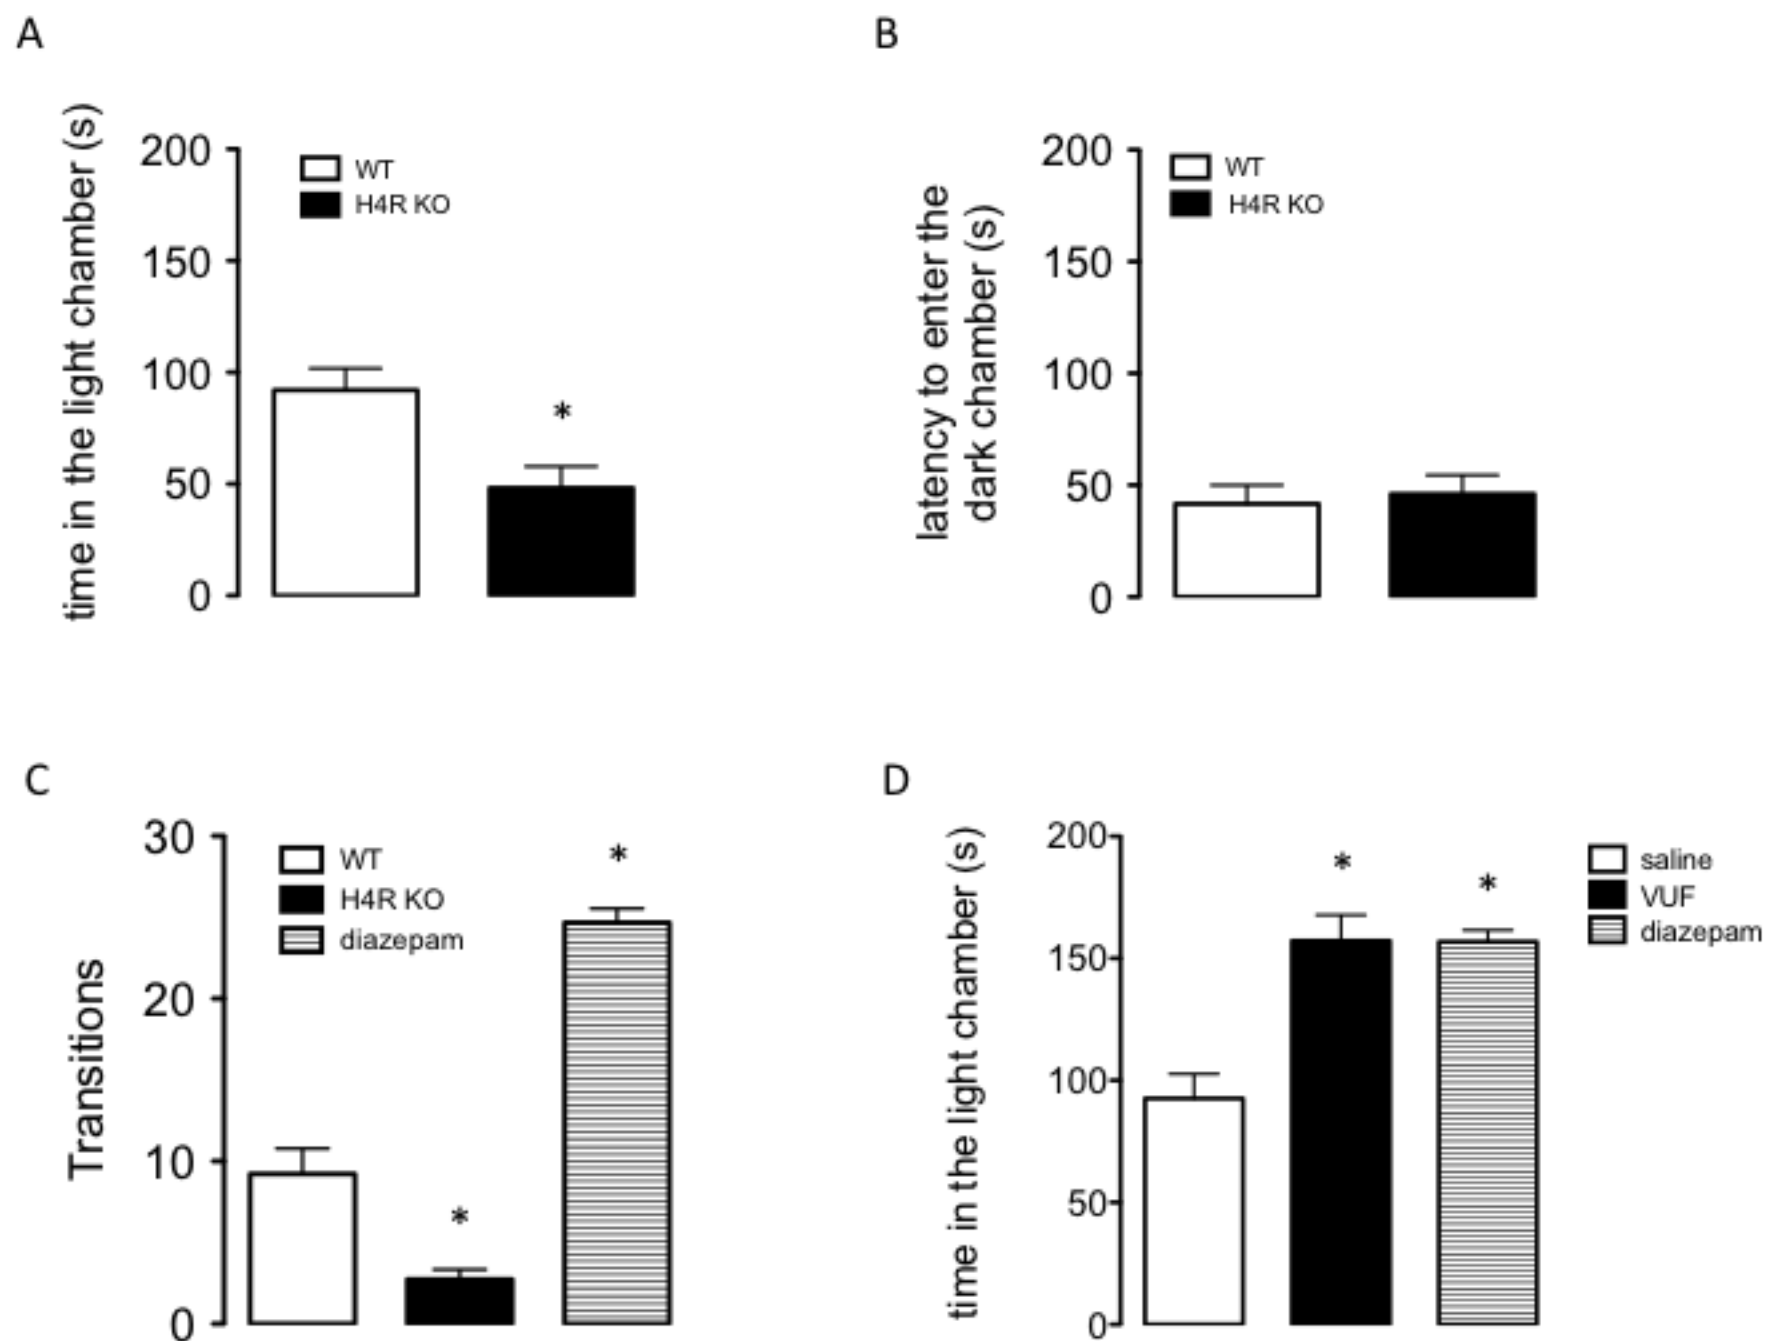 A
time in the light chamber (s)
200
150
100
50
0
WT
H4R KO
*
B
latency to enter the
dark chamber (s)
200
150
100
50
0
WT
H4R KO
C
Transitions
30
20
10
0
WT
H4R KO
diazepam
*
*
D
time in the light chamber (s)
200
150
100
50
0
*
*
saline
VUF
diazepam